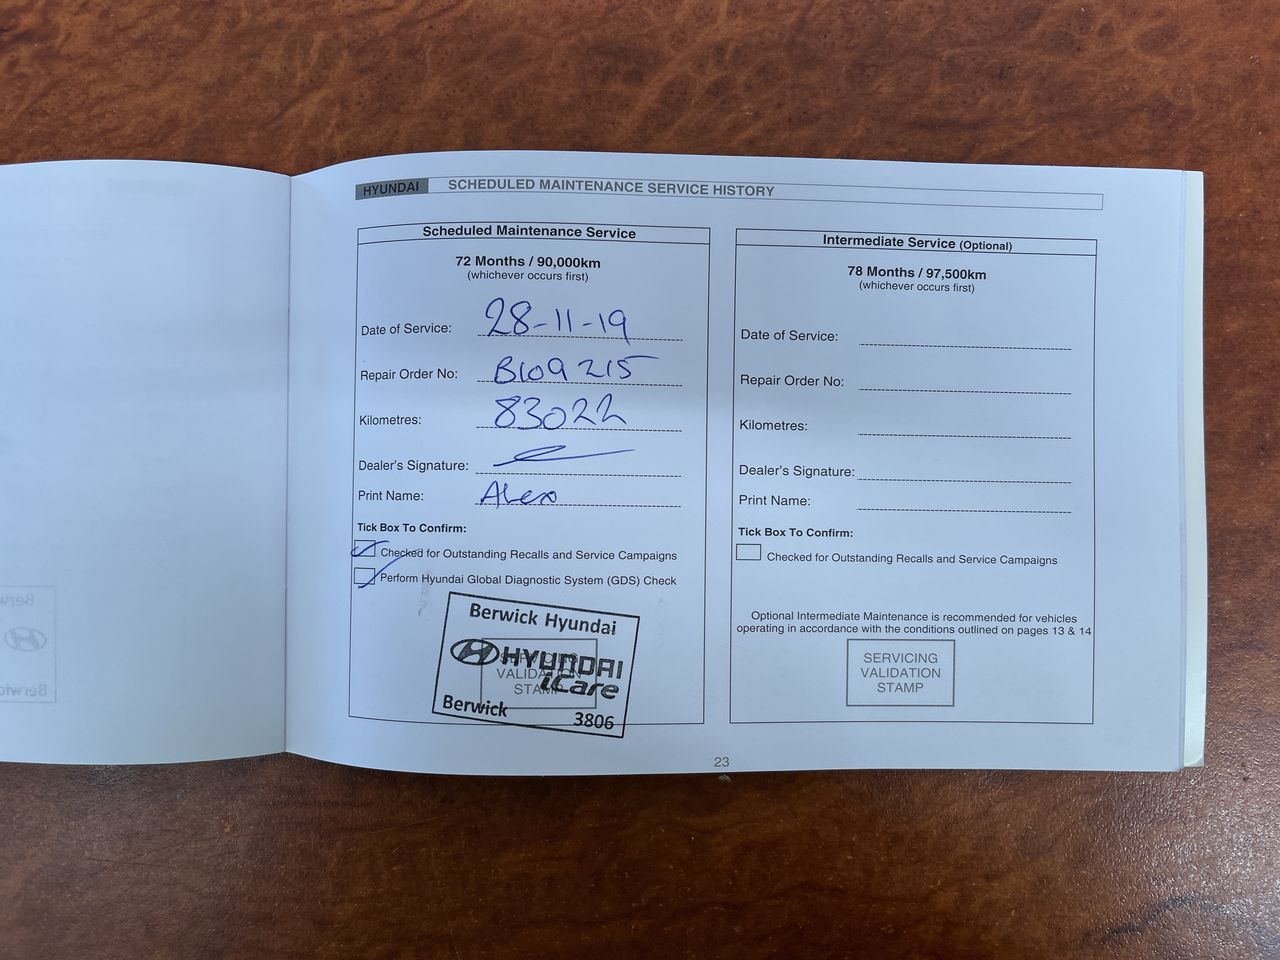 HYUNDAI SCHEDULED MAINTENANCE SERVICE HISTORY
Scheduled Maintenance Service
72 Months / 90,000km
(whichever occurs first)
Date of Service: 28-11-19
Repair Order No: B109215
Kilometres: 83022
Dealer's Signature:
Print Name: Alex
Tick Box To Confirm:
Checked for Outstanding Recalls and Service Campaigns
Perform Hyundai Global Diagnostic System (GDS) Check
Berwick Hyundai
HYUNDAI
iCare
Berwick 3806
SERVICING
VALIDATION
STAMP
Intermediate Service (Optional)
78 Months / 97,500km
(whichever occurs first)
Date of Service:
Repair Order No:
Kilometres:
Dealer's Signature:
Print Name:
Tick Box To Confirm:
Checked for Outstanding Recalls and Service Campaigns
Optional Intermediate Maintenance is recommended for vehicles
operating in accordance with the conditions outlined on pages 13 & 14
SERVICING
VALIDATION
STAMP
23